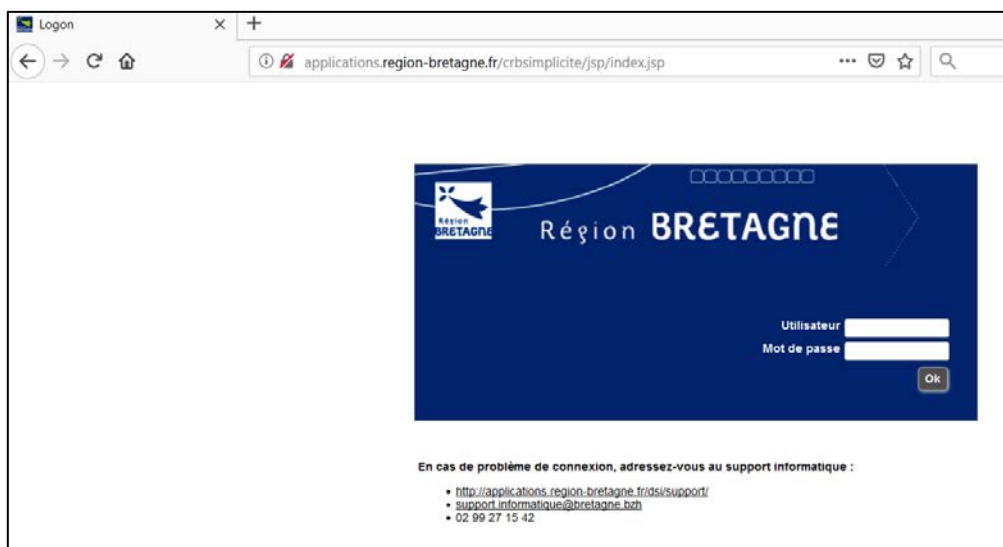 Logon
applications.region-bretagne.fr/crbsimplicite/jsp/index.jsp
Région
BRETAGNE
Région BRETAGNE
Utilisateur
Mot de passe
Ok
En cas de problème de connexion, adressez-vous au support informatique :
• http://applications.region-bretagne.fr/dsi/support/
• support.informatique@bretagne.bzh
• 02 99 27 15 42